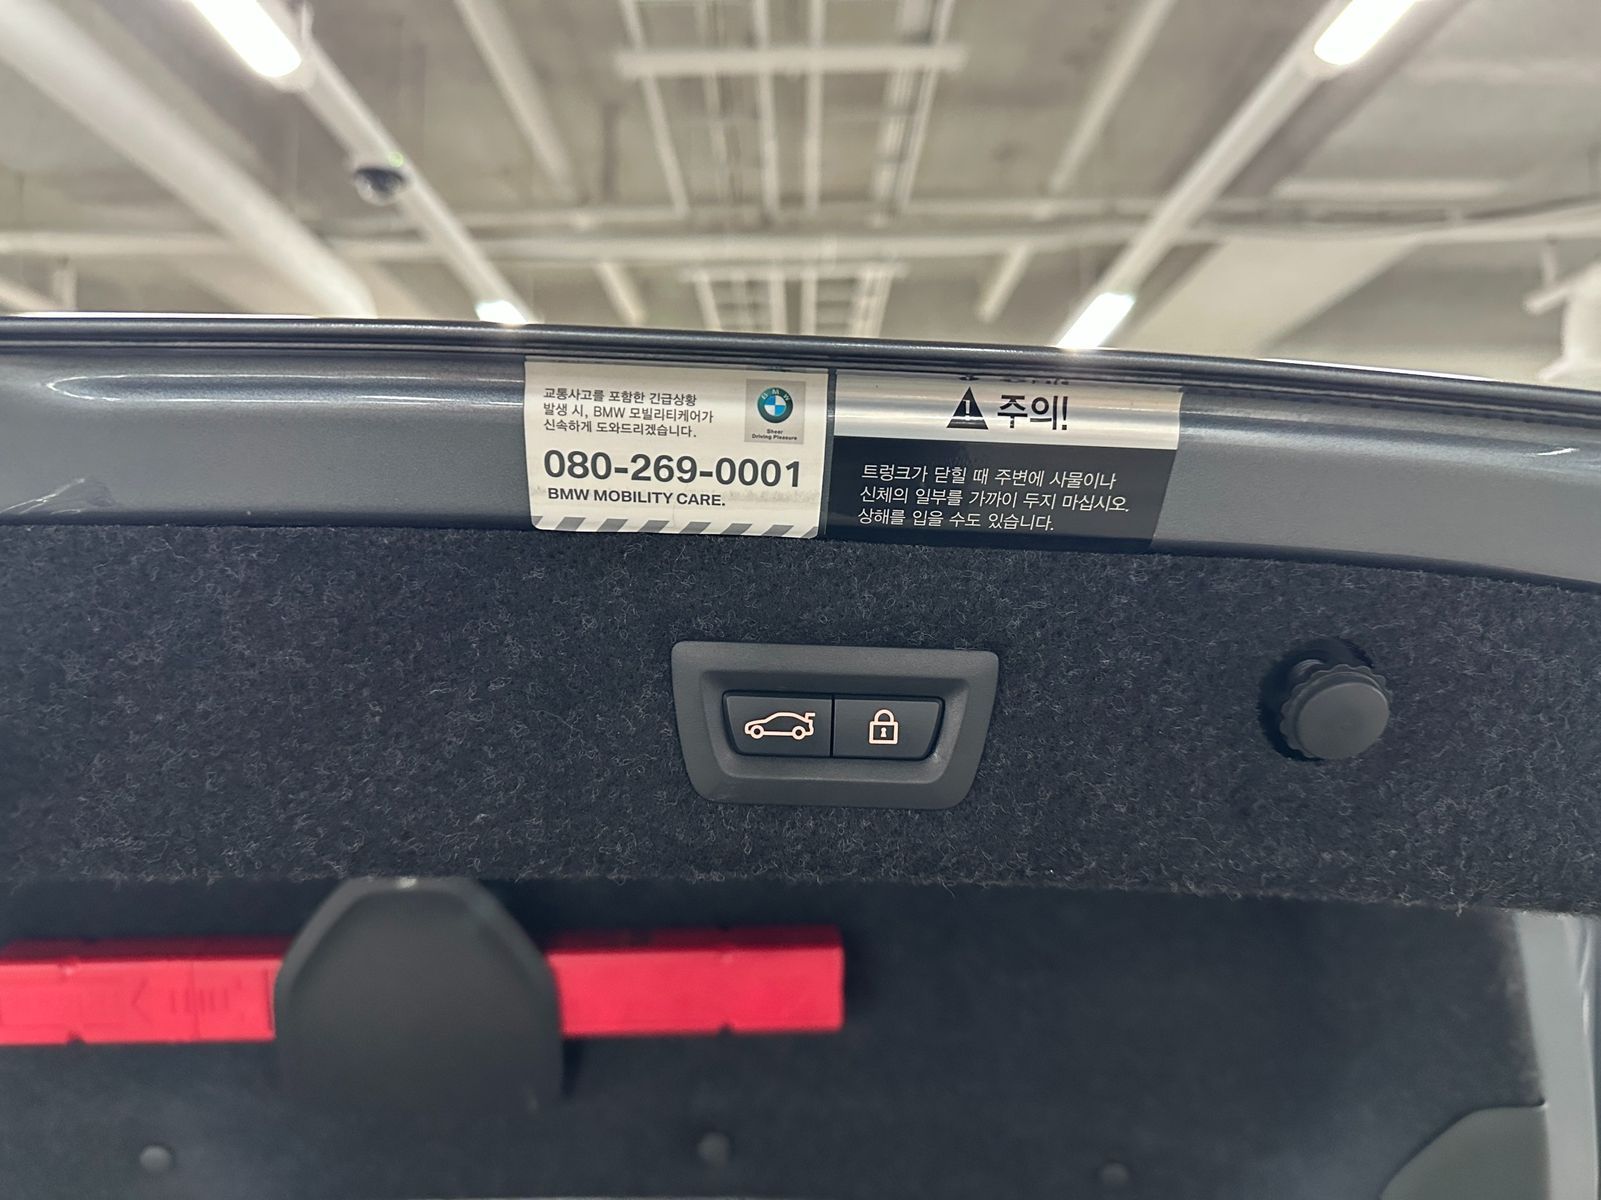 교통사고를 포함한 긴급상황
발생 시, BMW 모빌리티케어가
신속하게 도와드리겠습니다.
BMW
Sheer
Driving Pleasure
080-269-0001
BMW MOBILITY CARE.
주의!
트렁크가 닫힐 때 주변에 사물이나
신체의 일부를 가까이 두지 마십시오.
상해를 입을 수도 있습니다.